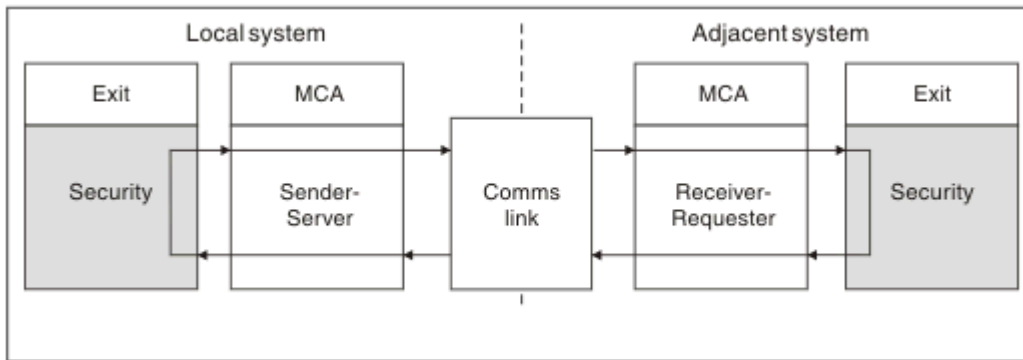 Local system
Adjacent system
Exit
MCA
MCA
Exit
Security
Sender-
Server
Comms
link
Receiver-
Requester
Security